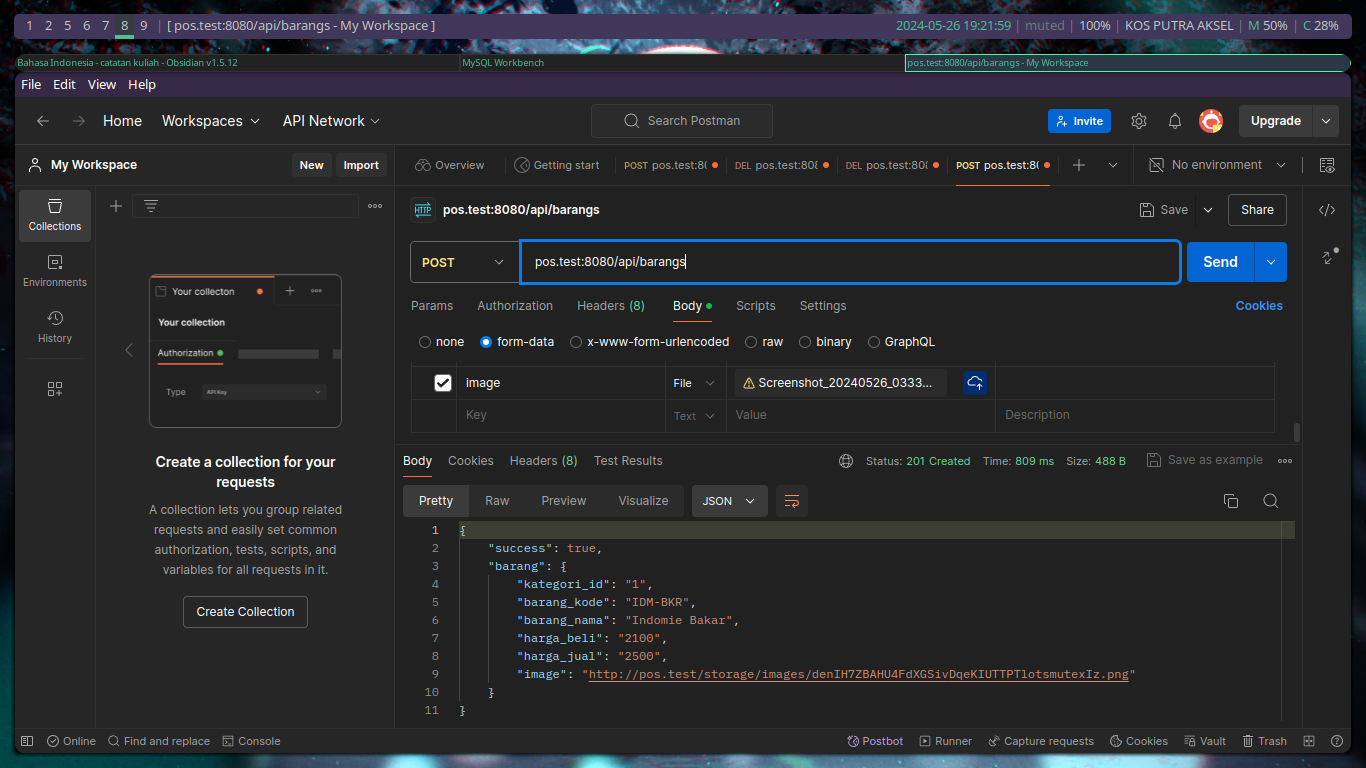 1 2 5 6 7 8 9 | [ pos.test:8080/api/barangs - My Workspace ] 2024-05-26 19:21:59 | muted | 100% | KOS PUTRA AKSEL | M 50% | C 28%
Bahasa Indonesia - catatan kuliah - Obsidian v1.5.12 MySQL Workbench pos.test:8080/api/barangs - My Workspace
File Edit View Help
Home Workspaces API Network Search Postman Invite Upgrade
My Workspace New Import Overview Getting start POST pos.test:80 DEL pos.test:808 DEL pos.test:808 POST pos.test:80 No environment
Collections
Environments
History
Your collecton
Your collection
Authorization
Type API Key
Create a collection for your
requests
A collection lets you group related
requests and easily set common
authorization, tests, scripts, and
variables for all requests in it.
Create Collection
HTTP pos.test:8080/api/barangs Save Share
POST pos.test:8080/api/barangs Send
Params Authorization Headers (8) Body Scripts Settings Cookies
none form-data x-www-form-urlencoded raw binary GraphQL
image File Screenshot_20240526_0333...
Key Text Value Description
Body Cookies Headers (8) Test Results Status: 201 Created Time: 809 ms Size: 488 B Save as example
Pretty Raw Preview Visualize JSON
1 {
2 "success": true,
3 "barang": {
4 "kategori_id": "1",
5 "barang_kode": "IDM-BKR",
6 "barang_nama": "Indomie Bakar",
7 "harga_beli": "2100",
8 "harga_jual": "2500",
9 "image": "http://pos.test/storage/images/denIH7ZBAHU4FdXGSivDqeKIUTTPTlotsmutexIz.png"
10 }
11 }
Online Find and replace Console Postbot Runner Capture requests Cookies Vault Trash